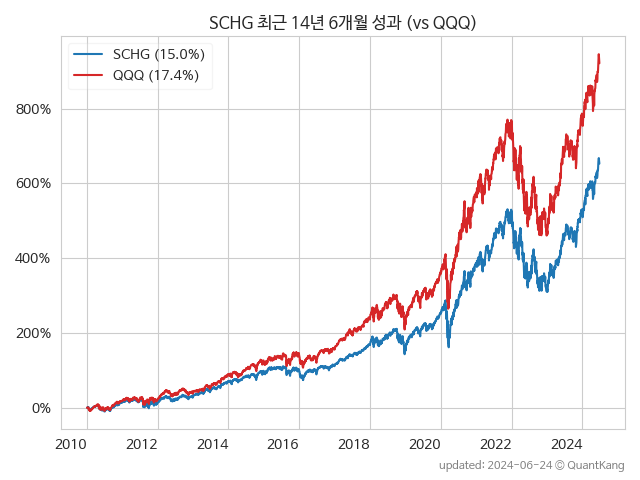 SCHG 최근 14년 6개월 성과 (vs QQQ)
SCHG (15.0%)
QQQ (17.4%)
800%
600%
400%
200%
0%
2010 2012 2014 2016 2018 2020 2022 2024
updated: 2024-06-24 © QuantKang